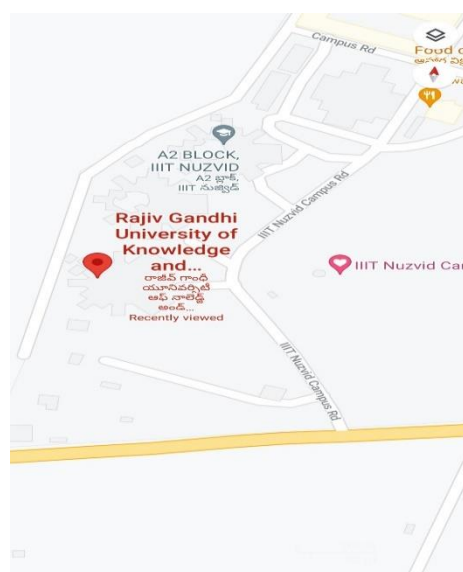 Campus Rd
Food c
A2 BLOCK,
IIIT NUZVID
A2 బ్లాక్,
IIIT నుజ్విడ్
IIIT Nuzvid Campus Rd
Rajiv Gandhi
University of
Knowledge
and...
రాజీవ్ గాంధీ
యూనివర్సిటీ
ఆఫ్ నాలెడ్జ్
అండ్...
Recently viewed
IIIT Nuzvid Car
IIIT Nuzvid Campus Rd